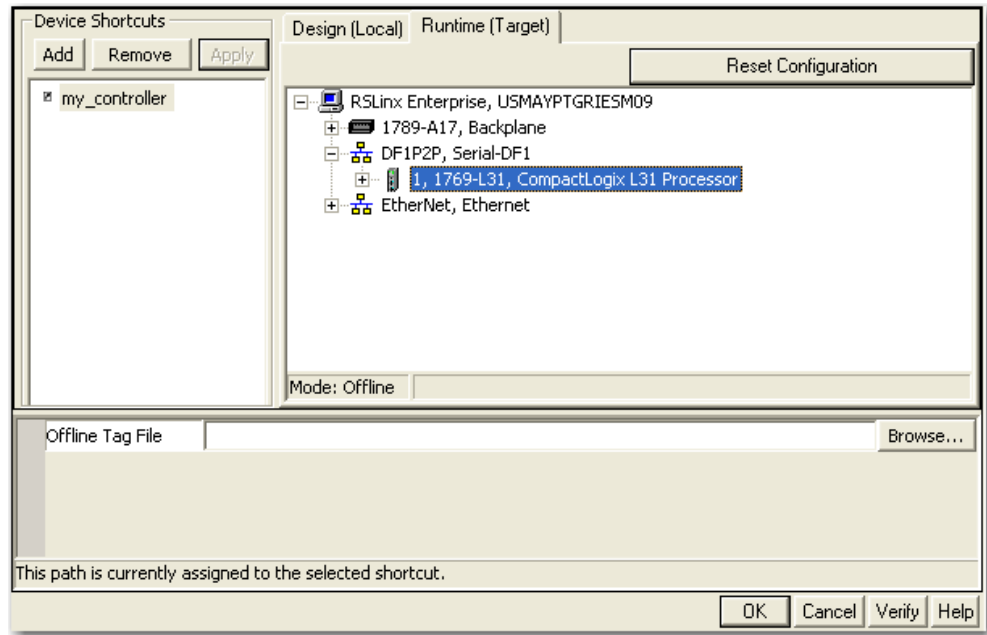 Device Shortcuts
Add Remove Apply
my_controller
Design (Local) Runtime (Target)
Reset Configuration
RSLinx Enterprise, USMAYPTGRIESM09
1789-A17, Backplane
DF1P2P, Serial-DF1
1, 1769-L31, CompactLogix L31 Processor
EtherNet, Ethernet
Mode: Offline
Offline Tag File Browse...
This path is currently assigned to the selected shortcut.
OK Cancel Verify Help